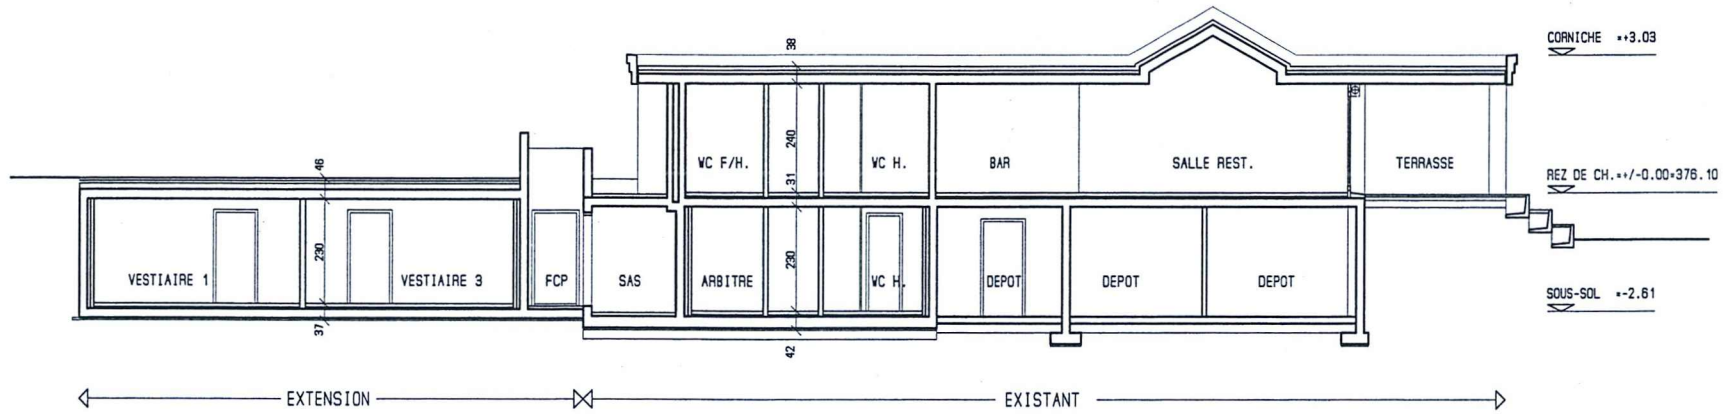 38
CORNICHE =+3.03
46
240
WC F/H.
WC H.
BAR
SALLE REST.
TERRASSE
31
REZ DE CH.=+/-0.00=376.10
230
230
VESTIAIRE 1
VESTIAIRE 3
FCP
SAS
ARBITRE
WC H.
DEPOT
DEPOT
DEPOT
SOUS-SOL =-2.61
37
42
EXTENSION
EXISTANT